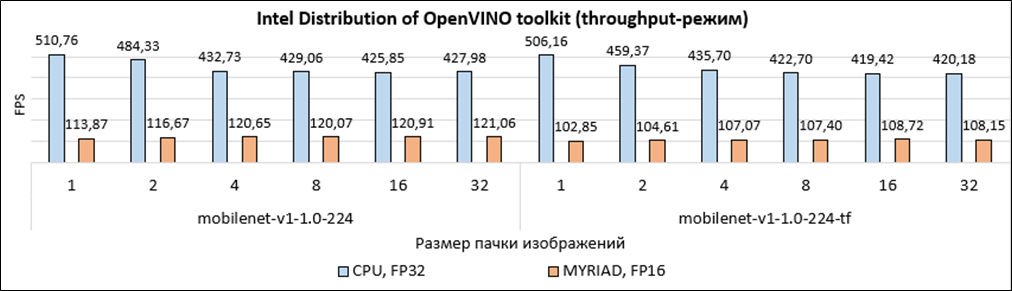 Intel Distribution of OpenVINO toolkit (throughput-режим)
510,76 484,33 432,73 429,06 425,85 427,98 506,16 459,37 435,70 422,70 419,42 420,18
FPS
113,87 116,67 120,65 120,07 120,91 121,06 102,85 104,61 107,07 107,40 108,72 108,15
1 2 4 8 16 32 1 2 4 8 16 32
mobilenet-v1-1.0-224 mobilenet-v1-1.0-224-tf
Размер пачки изображений
CPU, FP32 MYRIAD, FP16